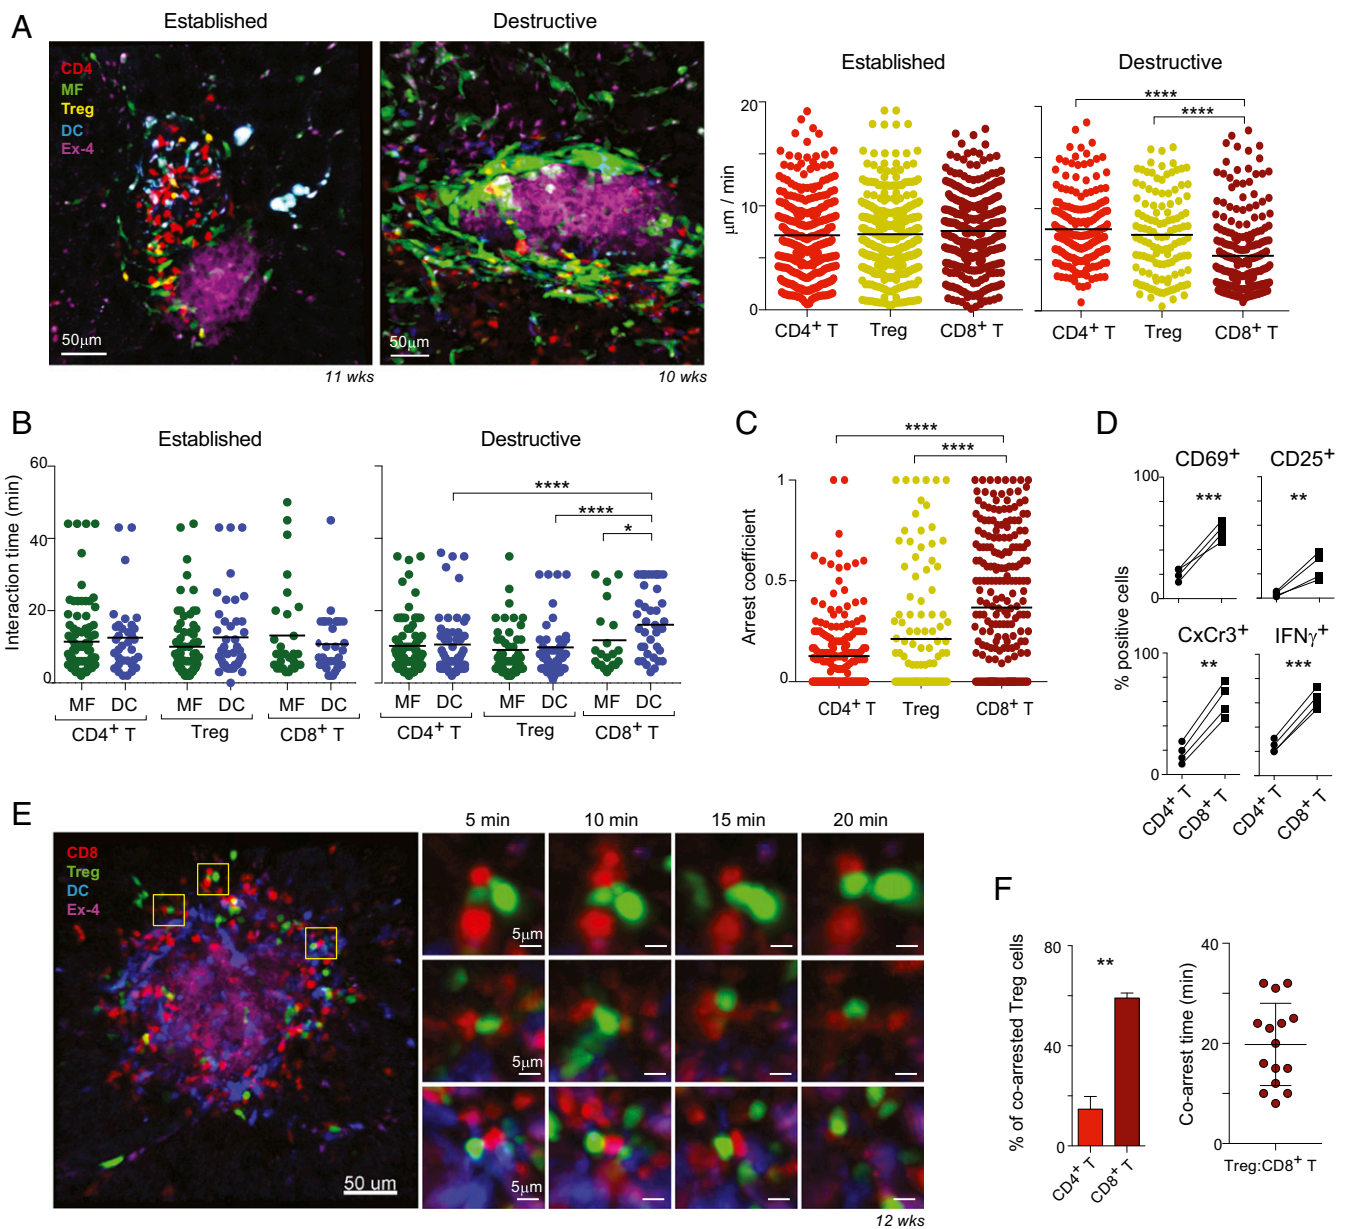 A
Established
Destructive
CD4
MF
Treg
DC
Ex-4
50µm
50µm
11 wks
10 wks
Established
Destructive
****
****
20
10
0
µm / min
CD4+ T
Treg
CD8+ T
CD4+ T
Treg
CD8+ T
B
Established
Destructive
60
40
20
0
Interaction time (min)
****
****
*
MF DC MF DC MF DC
CD4+ T Treg CD8+ T
MF DC MF DC MF DC
CD4+ T Treg CD8+ T
C
****
****
1
0.5
0
Arrest coefficient
CD4+ T
Treg
CD8+ T
D
CD69+
CD25+
100
0
***
**
CxCr3+
IFNγ+
100
0
**
***
% positive cells
CD4+ T
CD8+ T
CD4+ T
CD8+ T
E
CD8
Treg
DC
Ex-4
50 um
5 min
10 min
15 min
20 min
5µm
5µm
5µm
12 wks
F
80
40
0
% of co-arrested Treg cells
**
CD4+ T
CD8+ T
40
20
0
Co-arrest time (min)
Treg:CD8+ T